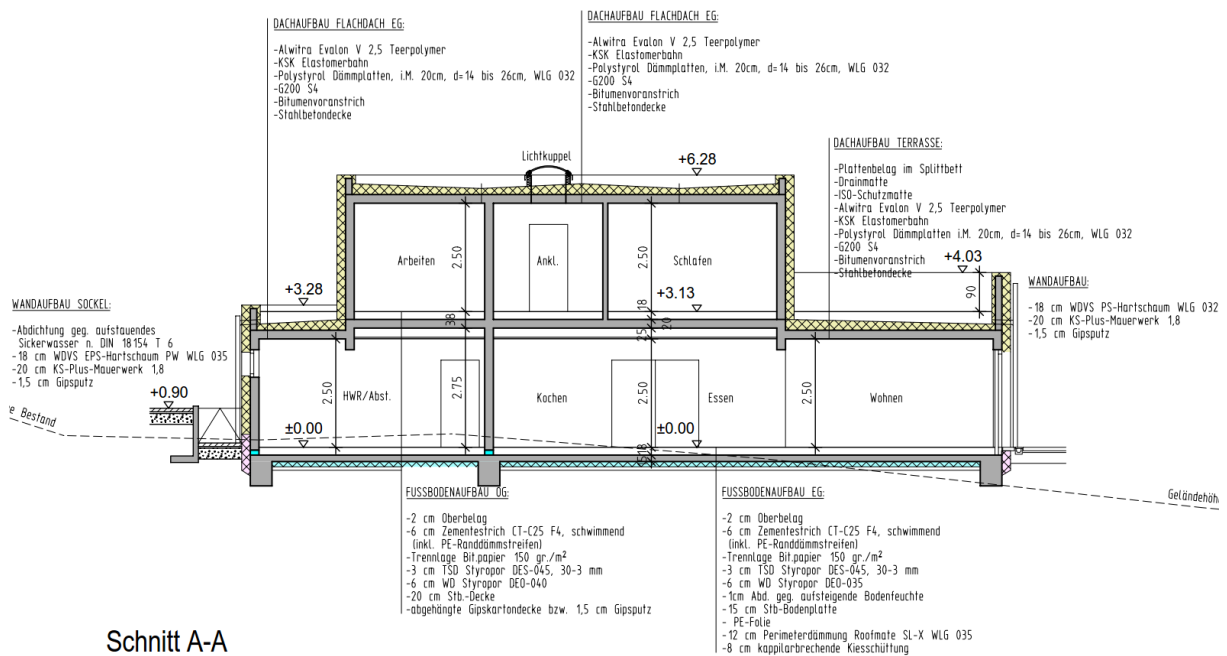 DACHAUFBAU FLACHDACH EG:
-Alwitra Evalon V 2,5 Teerpolymer
-KSK Elastomerbahn
-Polystyrol Dämmplatten, i.M. 20cm, d=14 bis 26cm, WLG 032
-G200 S4
-Bitumenvoranstrich
-Stahlbetondecke
DACHAUFBAU FLACHDACH EG:
-Alwitra Evalon V 2,5 Teerpolymer
-KSK Elastomerbahn
-Polystyrol Dämmplatten, i.M. 20cm, d=14 bis 26cm, WLG 032
-G200 S4
-Bitumenvoranstrich
-Stahlbetondecke
DACHAUFBAU TERRASSE:
-Plattenbelag im Splittbett
-Drainmatte
-ISO-Schutzmatte
-Alwitra Evalon V 2,5 Teerpolymer
-KSK Elastomerbahn
-Polystyrol Dämmplatten i.M. 20cm, d=14 bis 26cm, WLG 032
-G200 S4
-Bitumenvoranstrich
-Stahlbetondecke
Lichtkuppel
+6.28
+4.03
90
Arbeiten
2.50
Ankl.
2.50
Schlafen
+3.28
+3.13
18
38
20
25
WANDAUFBAU SOCKEL:
-Abdichtung geg. aufstauendes
Sickerwasser n. DIN 18154 T 6
-18 cm WDVS EPS-Hartschaum PW WLG 035
-20 cm KS-Plus-Mauerwerk 1,8
-1,5 cm Gipsputz
WANDAUFBAU:
-18 cm WDVS PS-Hartschaum WLG 032
-20 cm KS-Plus-Mauerwerk 1,8
-1,5 cm Gipsputz
+0.90
Bestand
2.50
HWR/Abst.
2.75
Kochen
2.50
Essen
2.50
Wohnen
±0.00
±0.00
18
15
Geländehöh
FUSSBODENAUFBAU OG:
-2 cm Oberbelag
-6 cm Zementestrich CT-C25 F4, schwimmend
(inkl. PE-Randdämmstreifen)
-Trennlage Bit.papier 150 gr./m²
-3 cm TSD Styropor DES-045, 30-3 mm
-6 cm WD Styropor DEO-040
-20 cm Stb.-Decke
-abgehängte Gipskartondecke bzw. 1,5 cm Gipsputz
FUSSBODENAUFBAU EG:
-2 cm Oberbelag
-6 cm Zementestrich CT-C25 F4, schwimmend
(inkl. PE-Randdämmstreifen)
-Trennlage Bit.papier 150 gr./m²
-3 cm TSD Styropor DES-045, 30-3 mm
-6 cm WD Styropor DEO-035
-1cm Abd. geg. aufsteigende Bodenfeuchte
-15 cm Stb-Bodenplatte
- PE-Folie
-12 cm Perimeterdämmung Roofmate SL-X WLG 035
-8 cm kappilarbrechende Kiesschüttung
Schnitt A-A